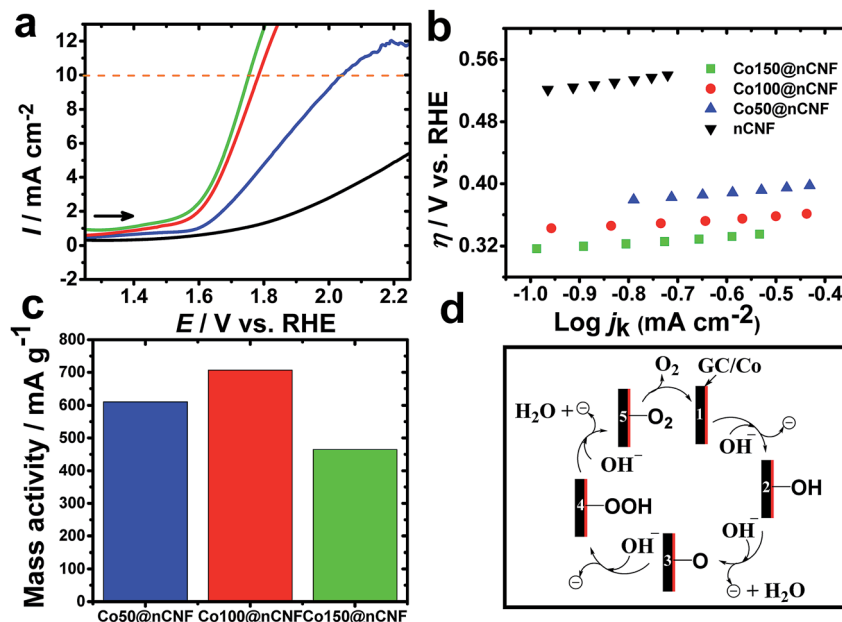 a
12
10
8
6
4
2
0
-2
I / mA cm-2
1.4
1.6
1.8
2.0
2.2
E / V vs. RHE
b
0.56
0.48
0.40
0.32
η / V vs. RHE
Co150@nCNF
Co100@nCNF
Co50@nCNF
nCNF
-1.0
-0.9
-0.8
-0.7
-0.6
-0.5
-0.4
Log jk (mA cm-2)
c
800
700
600
500
400
300
200
100
0
Mass activity / mA g-1
Co50@nCNF
Co100@nCNF
Co150@nCNF
d
O2
GC/Co
H2O + ⊖
5
O2
1
OH−
OH−
⊖
4
OOH
2
OH
OH−
OH−
3
O
⊖
⊖ + H2O